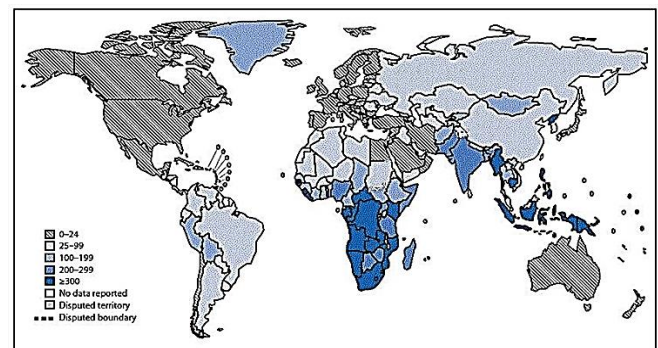 0–24
25–99
100–199
200–299
≥300
No data reported
Disputed territory
Disputed boundary